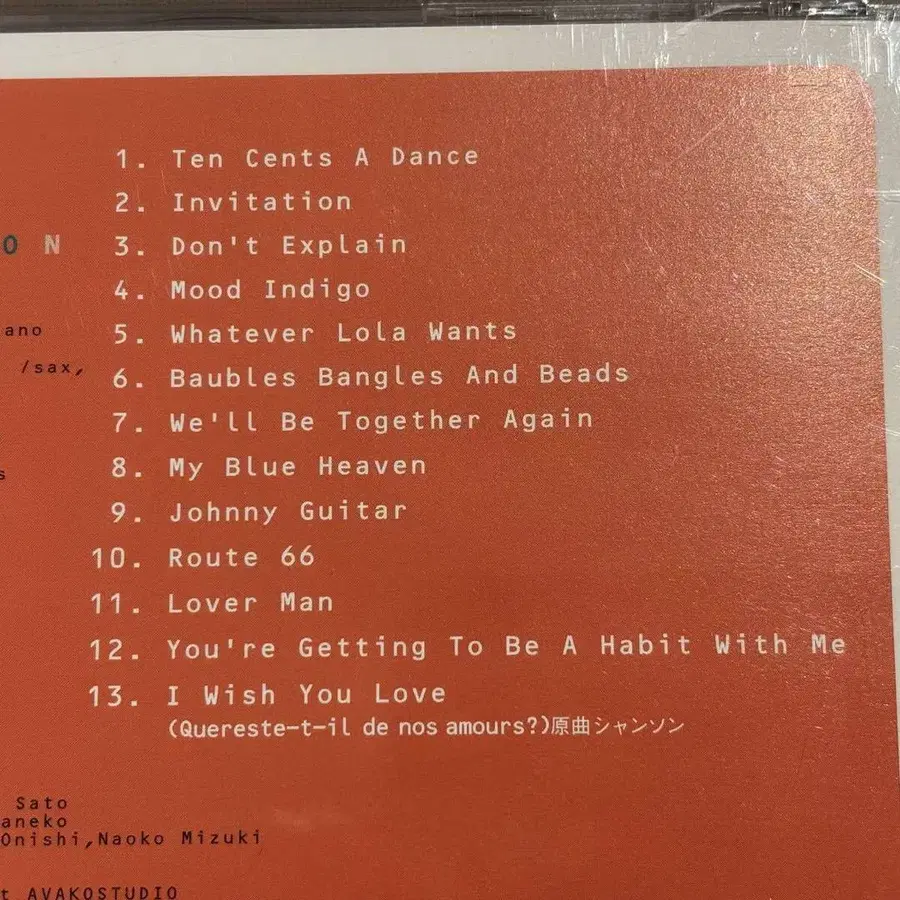 1. Ten Cents A Dance
2. Invitation
O N
3. Don't Explain
4. Mood Indigo
ano
5. Whatever Lola Wants
/sax,
6. Baubles Bangles And Beads
7. We'll Be Together Again
8. My Blue Heaven
s
9. Johnny Guitar
10. Route 66
11. Lover Man
12. You're Getting To Be A Habit With Me
13. I Wish You Love
(Quereste-t-il de nos amours?)原曲シャンソン
Sato
aneko
Onishi,Naoko Mizuki
t AVAKOSTUDIO